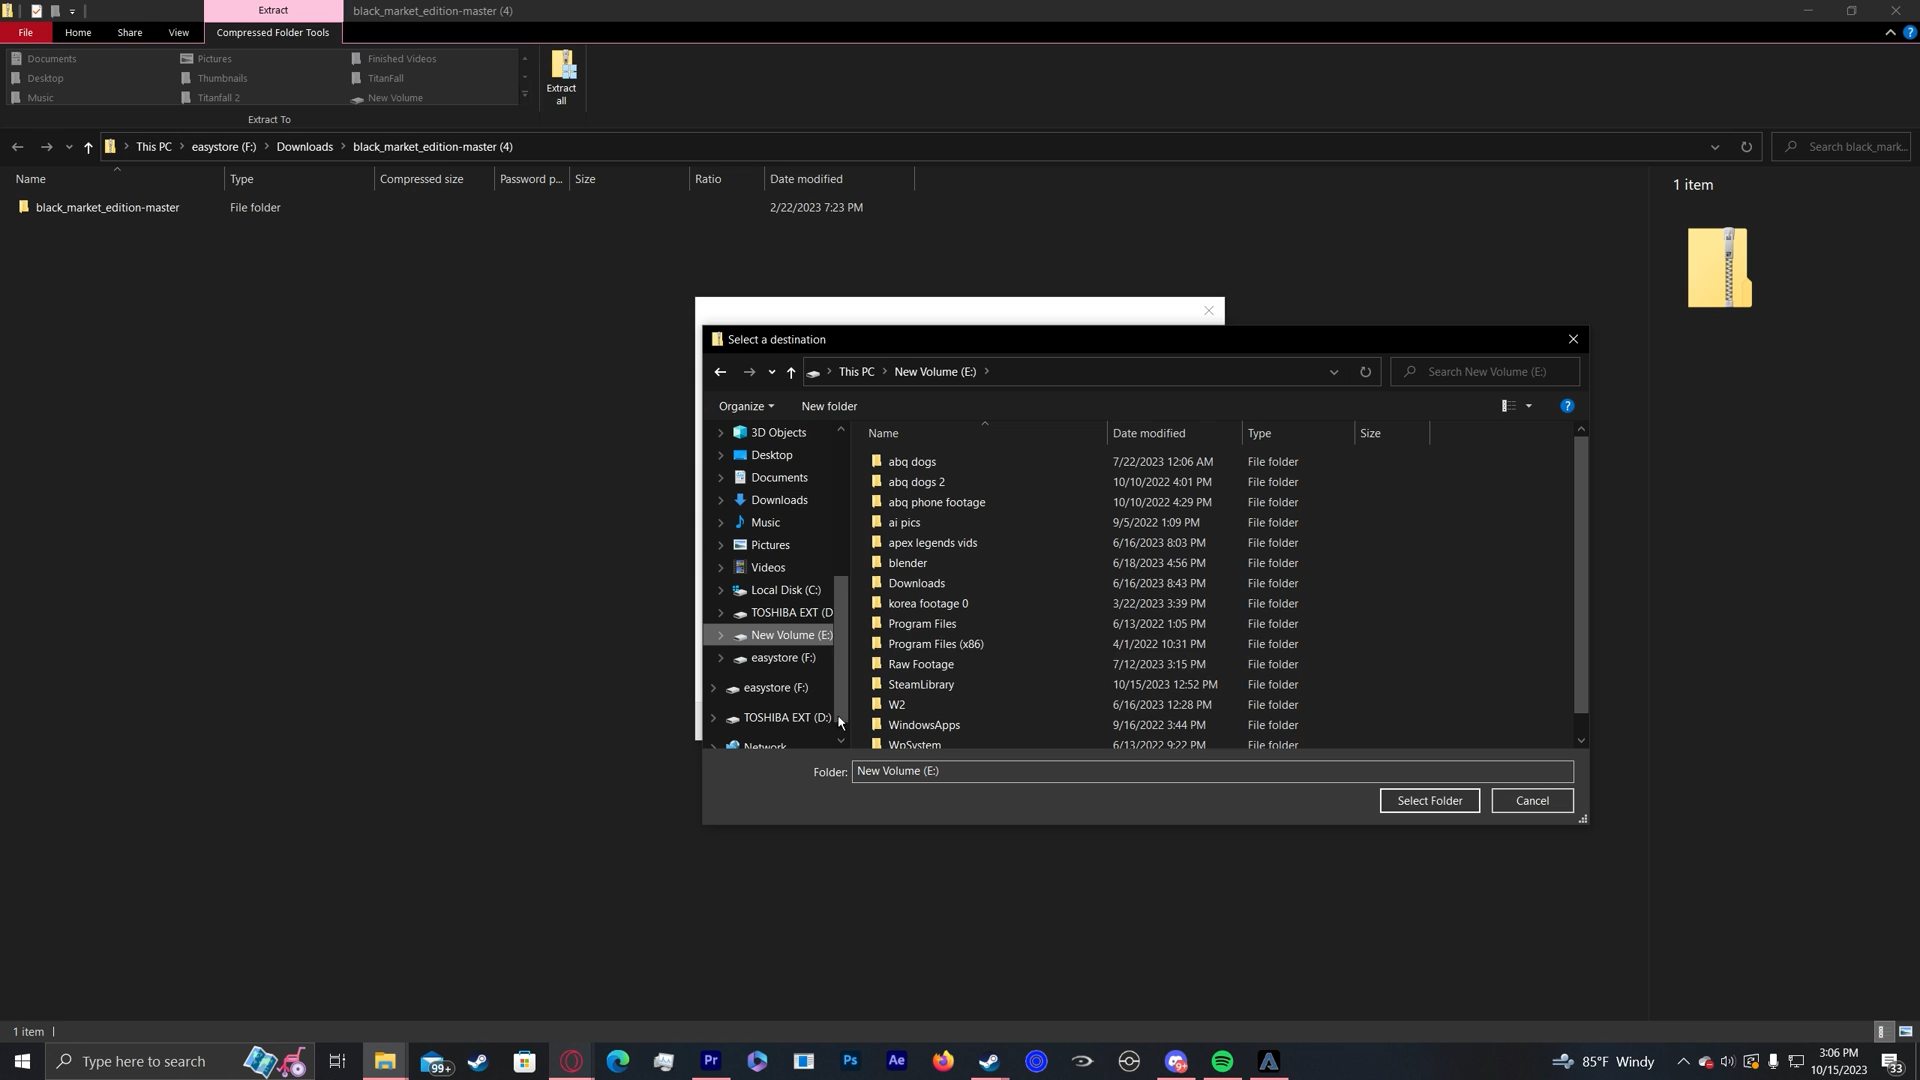 Extract
black_market_edition-master (4)
File
Home
Share
View
Compressed Folder Tools
Documents
Pictures
Finished Videos
Desktop
Thumbnails
TitanFall
Music
Titanfall 2
New Volume
Extract all
Extract To
This PC
easystore (F:)
Downloads
black_market_edition-master (4)
Search black_mark...
Name
Type
Compressed size
Password p...
Size
Ratio
Date modified
1 item
black_market_edition-master
File folder
2/22/2023 7:23 PM
Select a destination
This PC
New Volume (E:)
Search New Volume (E:)
Organize
New folder
3D Objects
Desktop
Documents
Downloads
Music
Pictures
Videos
Local Disk (C:)
TOSHIBA EXT (D
New Volume (E:)
easystore (F:)
easystore (F:)
TOSHIBA EXT (D:)
Network
Name Date modified Type Size
abq dogs 7/22/2023 12:06 AM File folder
abq dogs 2 10/10/2022 4:01 PM File folder
abq phone footage 10/10/2022 4:29 PM File folder
ai pics 9/5/2022 1:09 PM File folder
apex legends vids 6/16/2023 8:03 PM File folder
blender 6/18/2023 4:56 PM File folder
Downloads 6/16/2023 8:43 PM File folder
korea footage 0 3/22/2023 3:39 PM File folder
Program Files 6/13/2022 1:05 PM File folder
Program Files (x86) 4/1/2022 10:31 PM File folder
Raw Footage 7/12/2023 3:15 PM File folder
SteamLibrary 10/15/2023 12:52 PM File folder
W2 6/16/2023 12:28 PM File folder
WindowsApps 9/16/2022 3:44 PM File folder
WpSystem 6/13/2022 9:22 PM File folder
Folder: New Volume (E:)
Select Folder
Cancel
1 item
Type here to search
99+
Pr
Ps
Ae
9+
85°F Windy
3:06 PM
10/15/2023
33